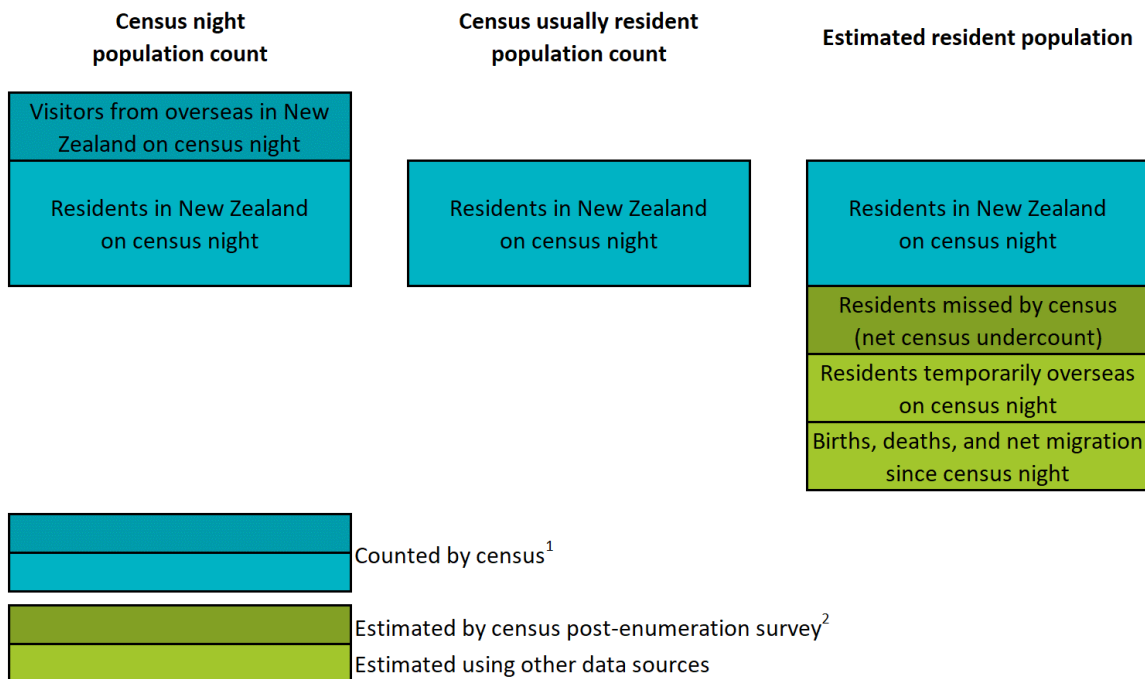 Census night
population count
Census usually resident
population count
Estimated resident population
Visitors from overseas in New
Zealand on census night
Residents in New Zealand
on census night
Residents in New Zealand
on census night
Residents in New Zealand
on census night
Residents missed by census
(net census undercount)
Residents temporarily overseas
on census night
Births, deaths, and net migration
since census night
Counted by census¹
Estimated by census post-enumeration survey²
Estimated using other data sources